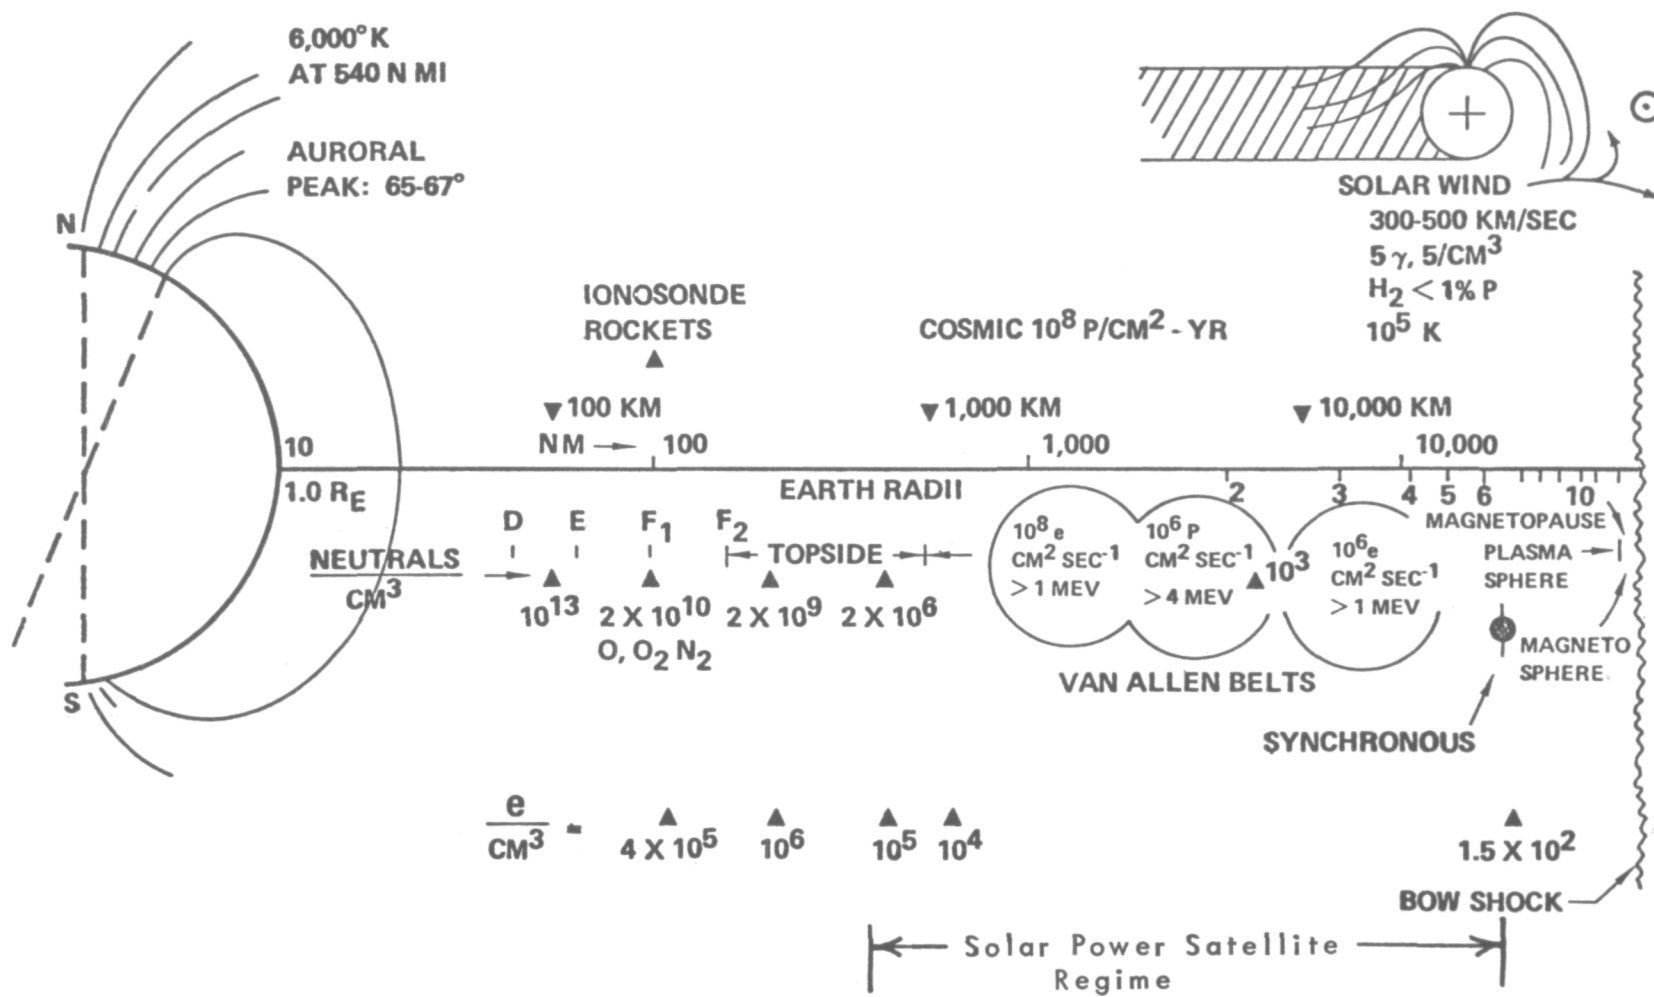 6,000°K
AT 540 N MI
AURORAL
PEAK: 65-67°
N
S
SOLAR WIND
300-500 KM/SEC
5 γ, 5/CM³
H₂ < 1% P
10⁵ K
IONOSONDE
ROCKETS
COSMIC 10⁸ P/CM² - YR
100 KM
1,000 KM
10,000 KM
10
NM
100
1,000
10,000
1.0 R_E
EARTH RADII
2 3 4 5 6 10
D E F₁ F₂
TOPSIDE
NEUTRALS
CM³
10¹³
2 X 10¹⁰
2 X 10⁹
2 X 10⁶
O, O₂ N₂
10⁸ e
CM² SEC⁻¹
> 1 MEV
10⁶ P
CM² SEC⁻¹
> 4 MEV
10³
10⁶e
CM² SEC⁻¹
> 1 MEV
VAN ALLEN BELTS
MAGNETOPAUSE
PLASMA
SPHERE
MAGNETO
SPHERE
SYNCHRONOUS
e
CM³
=
4 X 10⁵
10⁶
10⁵
10⁴
1.5 X 10²
BOW SHOCK
Solar Power Satellite
Regime